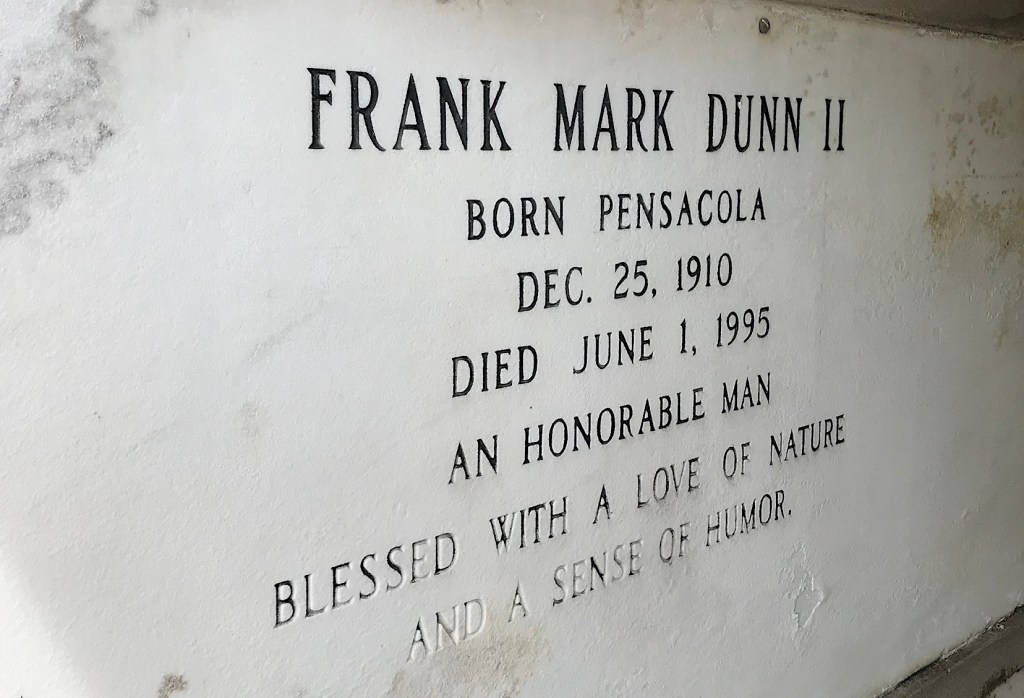 FRANK MARK DUNN II
BORN PENSACOLA
DEC. 25, 1910
DIED JUNE 1, 1995
AN HONORABLE MAN
BLESSED WITH A LOVE OF NATURE
AND A SENSE OF HUMOR.